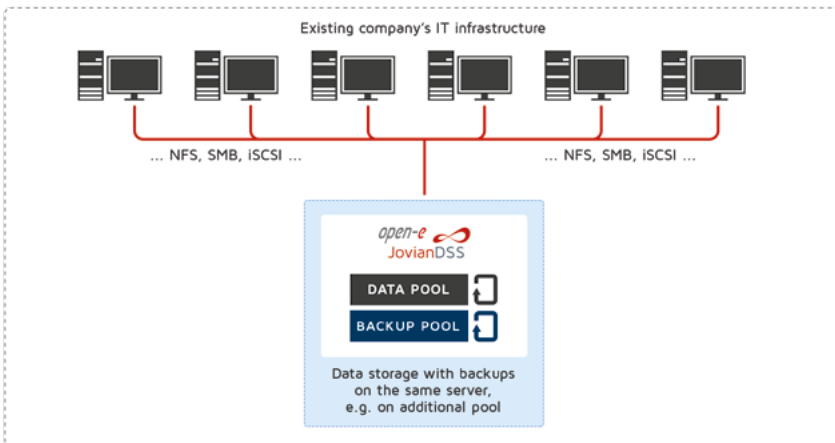 Existing company's IT infrastructure
... NFS, SMB, iSCSI ...
... NFS, SMB, iSCSI ...
open-e
JovianDSS
DATA POOL
BACKUP POOL
Data storage with backups
on the same server,
e.g. on additional pool